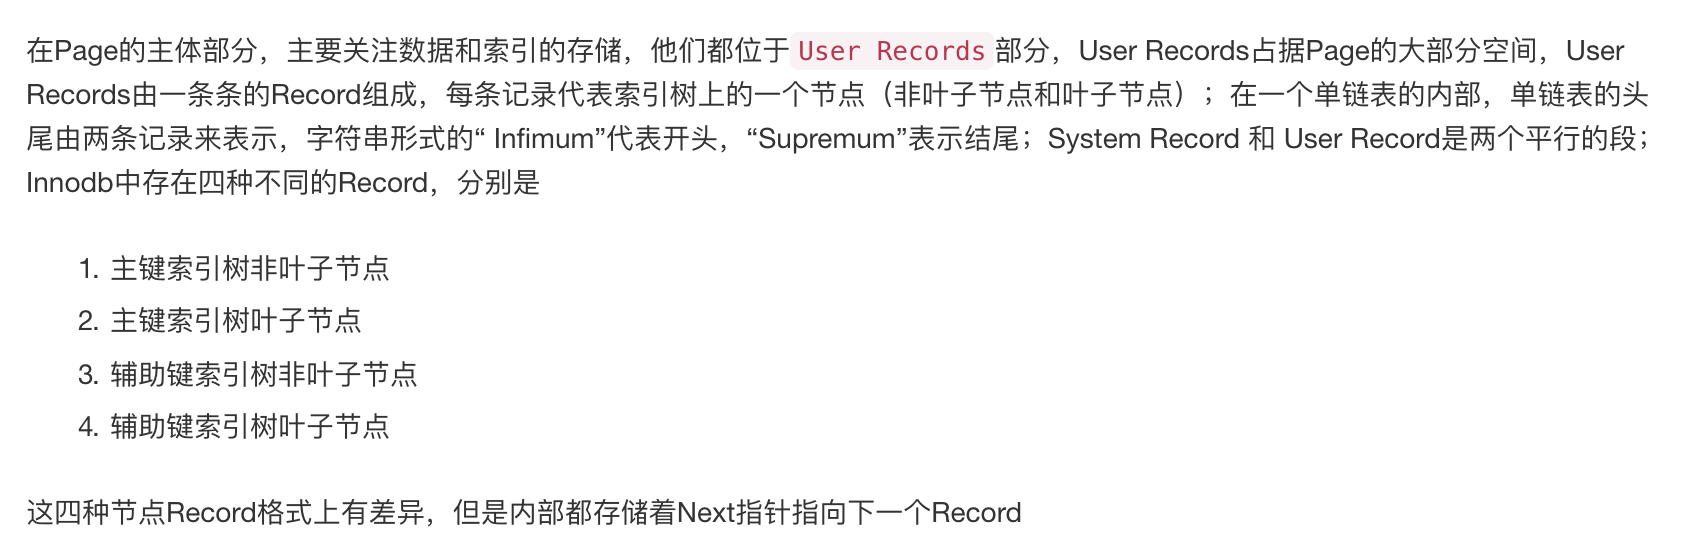 在Page的主体部分，主要关注数据和索引的存储，他们都位于 User Records 部分，User Records占据Page的大部分空间，User
Records由一条条的Record组成，每条记录代表索引树上的一个节点（非叶子节点和叶子节点）；在一个单链表的内部，单链表的头
尾由两条记录来表示，字符串形式的“ Infimum”代表开头，“Supremum”表示结尾；System Record 和 User Record是两个平行的段；
Innodb中存在四种不同的Record，分别是
1. 主键索引树非叶子节点
2. 主键索引树叶子节点
3. 辅助键索引树非叶子节点
4. 辅助键索引树叶子节点
这四种节点Record格式上有差异，但是内部都存储着Next指针指向下一个Record